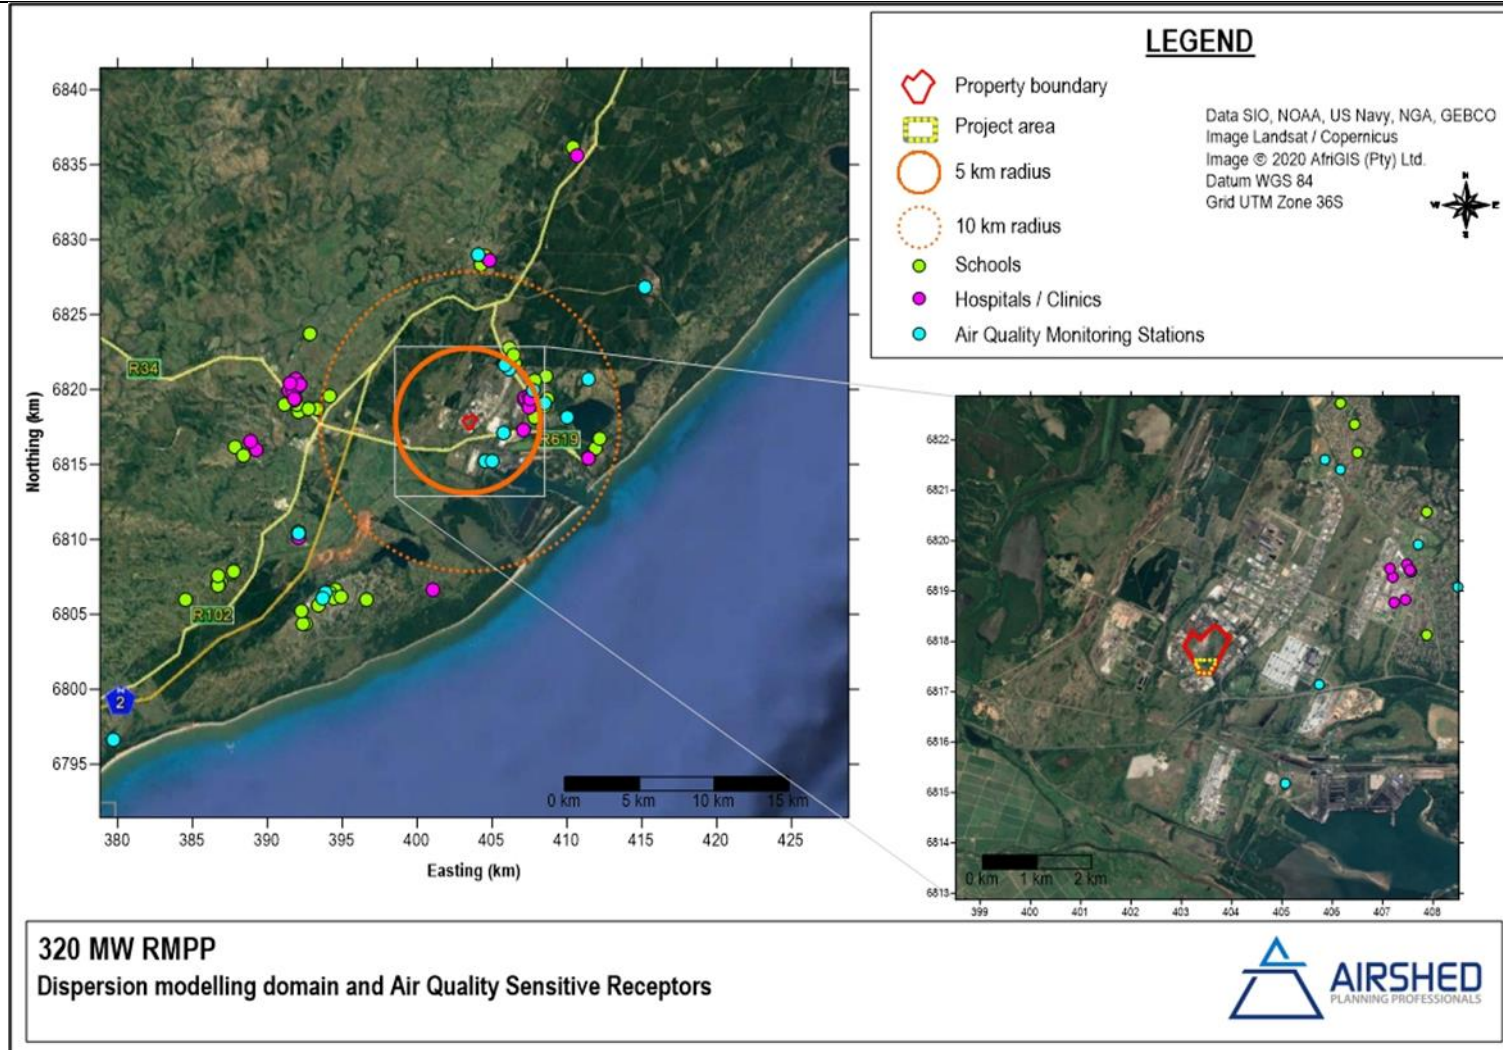 LEGEND
Property boundary
Project area
5 km radius
10 km radius
Schools
Hospitals / Clinics
Air Quality Monitoring Stations
Data SIO, NOAA, US Navy, NGA, GEBCO
Image Landsat / Copernicus
Image © 2020 AfriGIS (Pty) Ltd.
Datum WGS 84
Grid UTM Zone 36S
N
W E
S
Northing (km)
6840
6835
6830
6825
6820
6815
6810
6805
6800
6795
R34
R619
R102
N
2
0 km 5 km 10 km 15 km
380 385 390 395 400 405 410 415 420 425
Easting (km)
6822
6821
6820
6819
6818
6817
6816
6815
6814
6813
0 km 1 km 2 km
399 400 401 402 403 404 405 406 407 408
320 MW RMPP
Dispersion modelling domain and Air Quality Sensitive Receptors
AIRSHED
PLANNING PROFESSIONALS